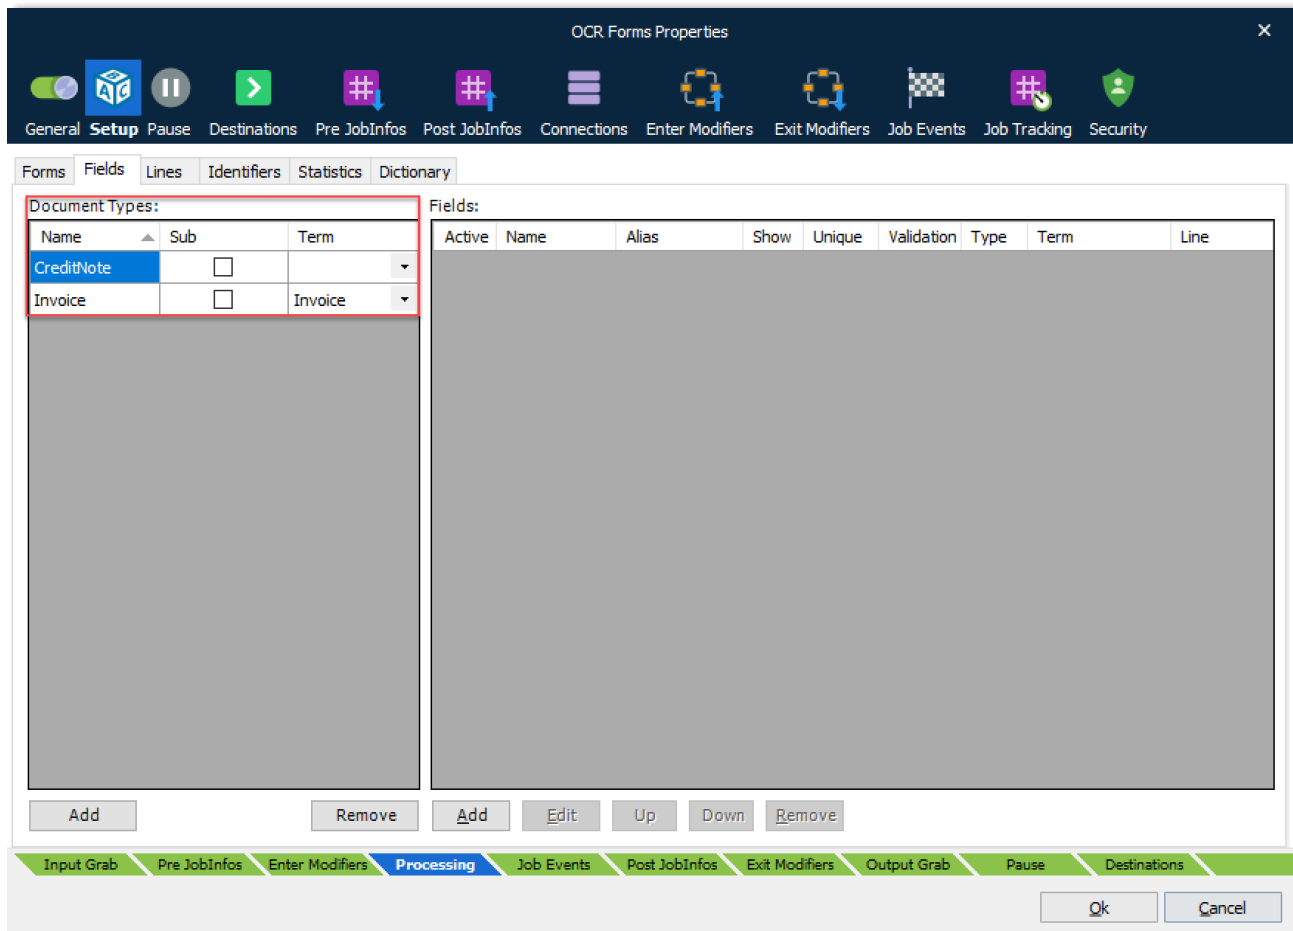 OCR Forms Properties
General Setup Pause Destinations Pre JobInfos Post JobInfos Connections Enter Modifiers Exit Modifiers Job Events Job Tracking Security
Forms Fields Lines Identifiers Statistics Dictionary
Document Types:
Name Sub Term
CreditNote
Invoice Invoice
Fields:
Active Name Alias Show Unique Validation Type Term Line
Add Remove
Add Edit Up Down Remove
Input Grab Pre JobInfos Enter Modifiers Processing Job Events Post JobInfos Exit Modifiers Output Grab Pause Destinations
Ok Cancel